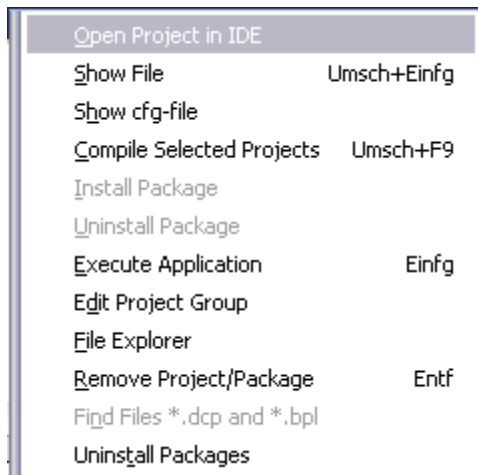 Open Project in IDE
Show File Umsch+Einfg
Show cfg-file
Compile Selected Projects Umsch+F9
Install Package
Uninstall Package
Execute Application Einfg
Edit Project Group
File Explorer
Remove Project/Package Entf
Find Files *.dcp and *.bpl
Uninstall Packages